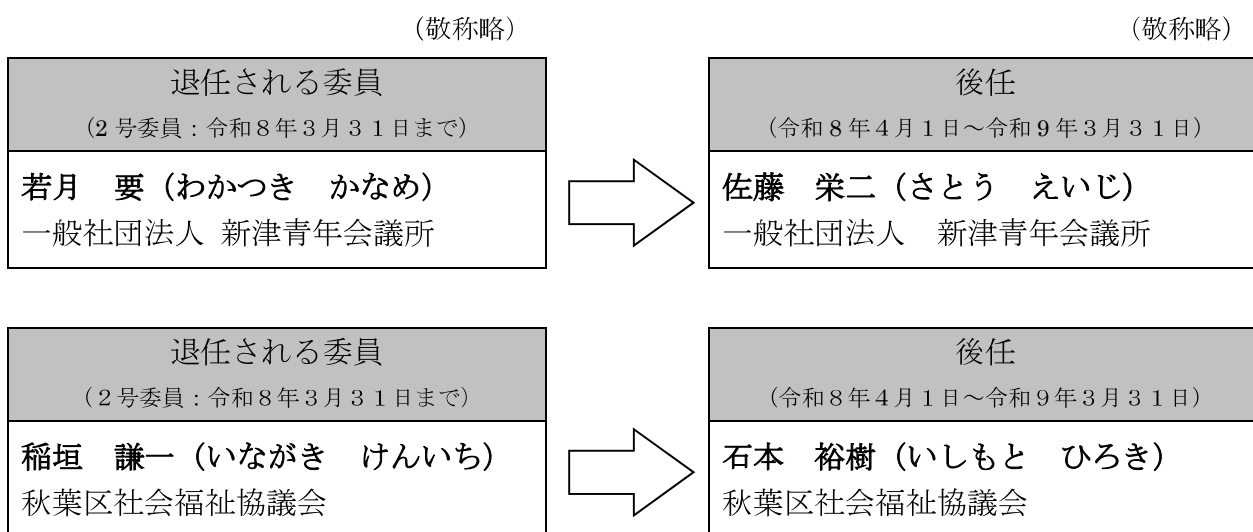 （敬称略）
（敬称略）
退任される委員
（2 号委員：令和８年３月３１日まで）
若月　要（わかつき　かなめ）
一般社団法人 新津青年会議所
後任
（令和 8 年４月１日～令和 9 年３月３１日）
佐藤　栄二（さとう　えいじ）
一般社団法人　新津青年会議所
退任される委員
（２号委員：令和８年３月３１日まで）
稲垣　謙一（いながき　けんいち）
秋葉区社会福祉協議会
後任
（令和８年４月１日～令和９年３月３１日）
石本　裕樹（いしもと　ひろき）
秋葉区社会福祉協議会